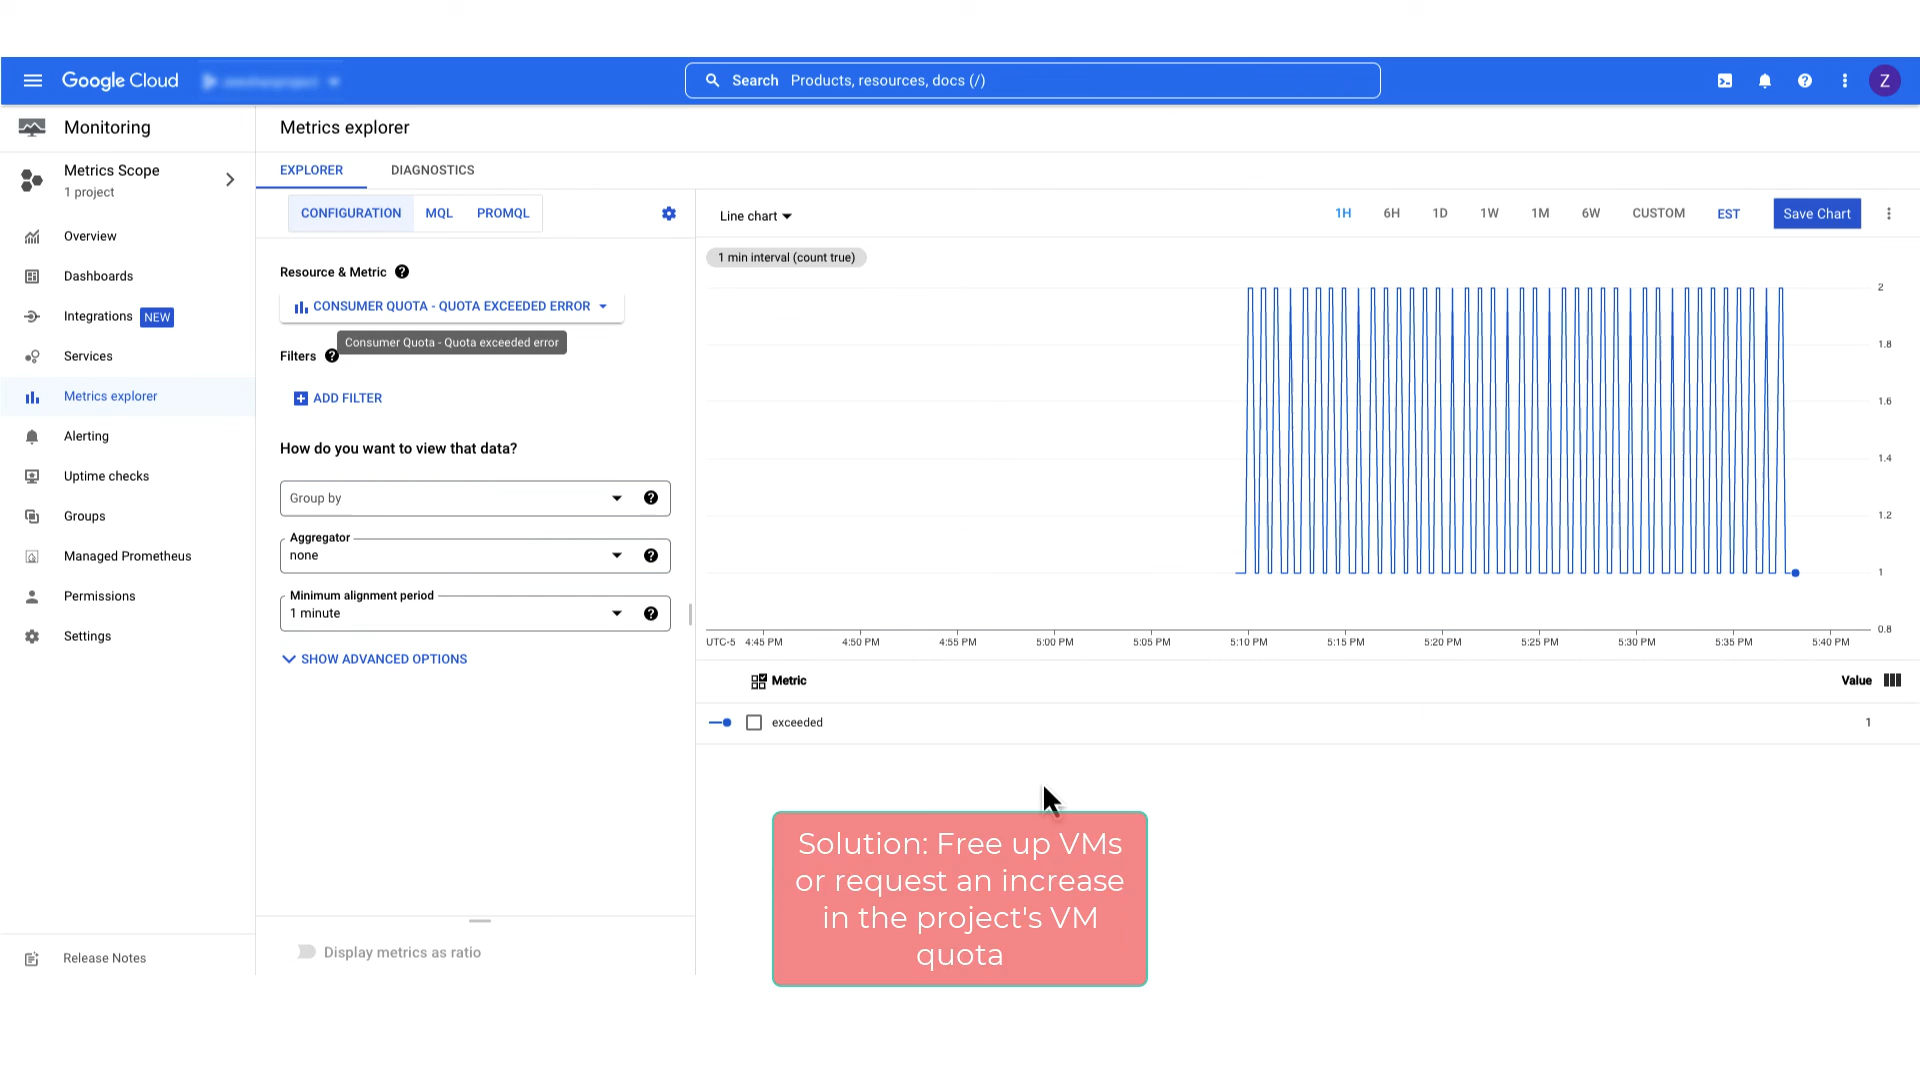 Google Cloud
Search Products, resources, docs (/)
Z
Monitoring
Metrics explorer
Metrics Scope
1 project
EXPLORER DIAGNOSTICS
CONFIGURATION MQL PROMQL
Line chart
1H 6H 1D 1W 1M 6W CUSTOM EST Save Chart
Overview
Dashboards
Integrations NEW
Services
Metrics explorer
Alerting
Uptime checks
Groups
Managed Prometheus
Permissions
Settings
Release Notes
Resource & Metric
CONSUMER QUOTA - QUOTA EXCEEDED ERROR
Consumer Quota - Quota exceeded error
Filters
ADD FILTER
How do you want to view that data?
Group by
Aggregator
none
Minimum alignment period
1 minute
SHOW ADVANCED OPTIONS
Display metrics as ratio
1 min interval (count true)
2
1.8
1.6
1.4
1.2
1
0.8
UTC-5 4:45 PM 4:50 PM 4:55 PM 5:00 PM 5:05 PM 5:10 PM 5:15 PM 5:20 PM 5:25 PM 5:30 PM 5:35 PM 5:40 PM
Metric Value
exceeded 1
Solution: Free up VMs
or request an increase
in the project's VM
quota